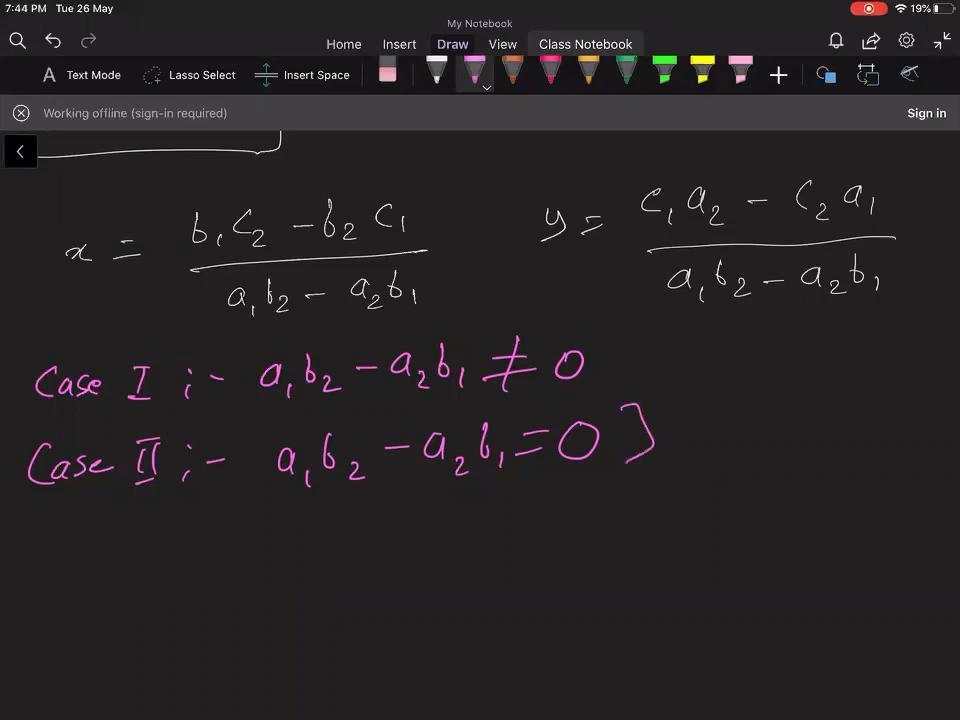 7:44 PM Tue 26 May
19%
My Notebook
Home Insert Draw View Class Notebook
Text Mode Lasso Select Insert Space
Working offline (sign-in required) Sign in
x = (b₁c₂ - b₂c₁)/(a₁b₂ - a₂b₁) y = (c₁a₂ - c₂a₁)/(a₁b₂ - a₂b₁)
Case I ;- a₁b₂ - a₂b₁ ≠ 0
Case II ;- a₁b₂ - a₂b₁ = 0 }